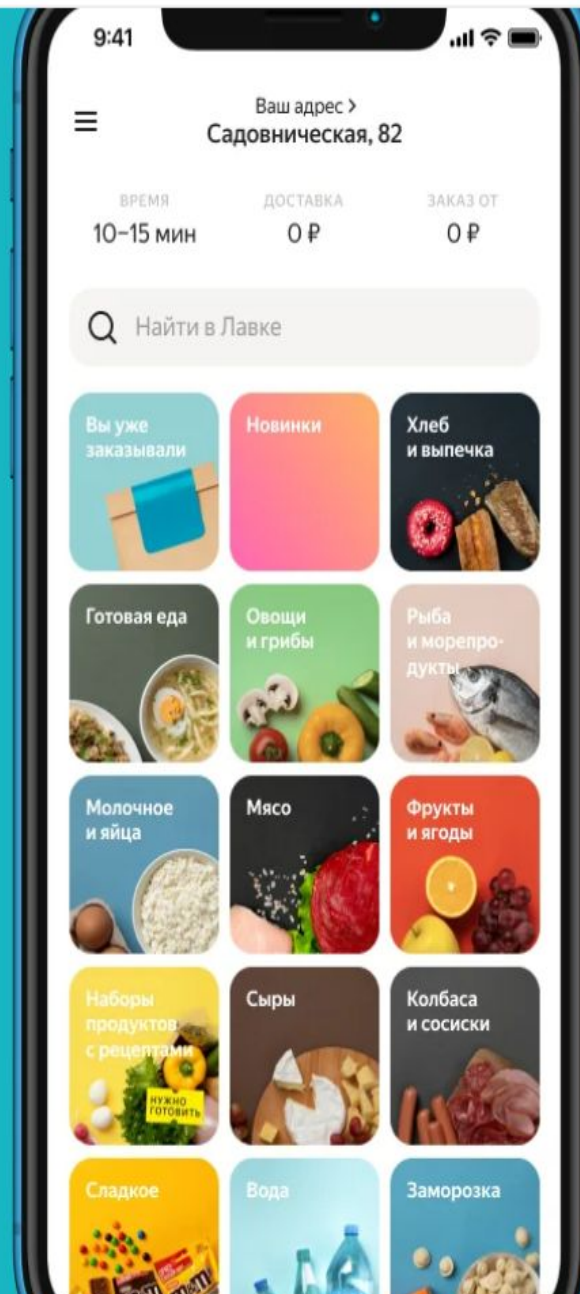 9:41
Ваш адрес >
Садовническая, 82
ВРЕМЯ ДОСТАВКА ЗАКАЗ ОТ
10–15 мин 0 ₽ 0 ₽
Найти в Лавке
Вы уже
заказывали
Новинки
Хлеб
и выпечка
Готовая еда
Овощи
и грибы
Рыба
и морепро-
дукты
Молочное
и яйца
Мясо
Фрукты
и ягоды
Наборы
продуктов
с рецептами
НУЖНО
ГОТОВИТЬ
Сыры
Колбаса
и сосиски
Сладкое
m&m
Вода
Заморозка